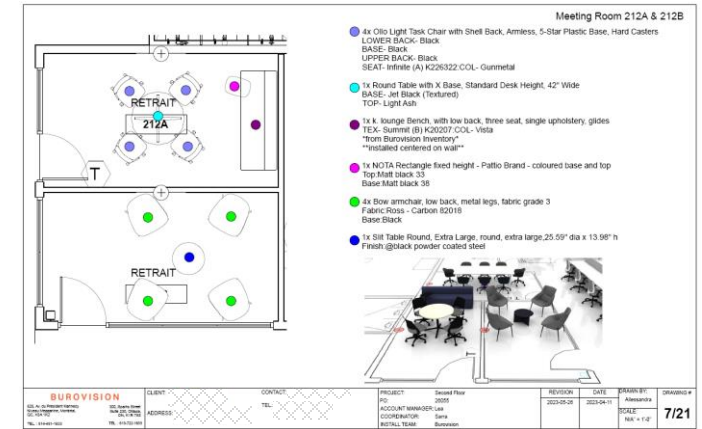 Meeting Room 212A & 212B
4x Ollo Light Task Chair with Shell Back, Armless, 5-Star Plastic Base, Hard Casters
LOWER BACK- Black
BASE- Black
UPPER BACK- Black
SEAT- Infinite (A) K226322:COL- Gunmetal
1x Round Table with X Base, Standard Desk Height, 42" Wide
BASE- Jet Black (Textured)
TOP- Light Ash
1x k. lounge Bench, with low back, three seat, single upholstery, glides
TEX- Summit (B) K20207:COL- Vista
*from Burovision Inventory*
**installed centered on wall**
1x NOTA Rectangle fixed height - Pattio Brand - coloured base and top
Top:Matt black 33
Base:Matt black 38
4x Bow armchair, low back, metal legs, fabric grade 3
Fabric:Ross - Carbon 82018
Base:Black
1x Slit Table Round, Extra Large, round, extra large,25.59" dia x 13.98" h
Finish:@black powder coated steel
RETRAIT
212A
T
RETRAIT
T
BUROVISION
CLIENT:
ADDRESS:
CONTACT:
TEL:
PROJECT: Second Floor
PO:
ACCOUNT MANAGER: Lea
COORDINATOR: Sarra
INSTALL TEAM: Burovision
REVISION
2023-05-26
DATE
2023-04-11
DRAWN BY:
Allessandra
SCALE:
DRAWING #
7/21